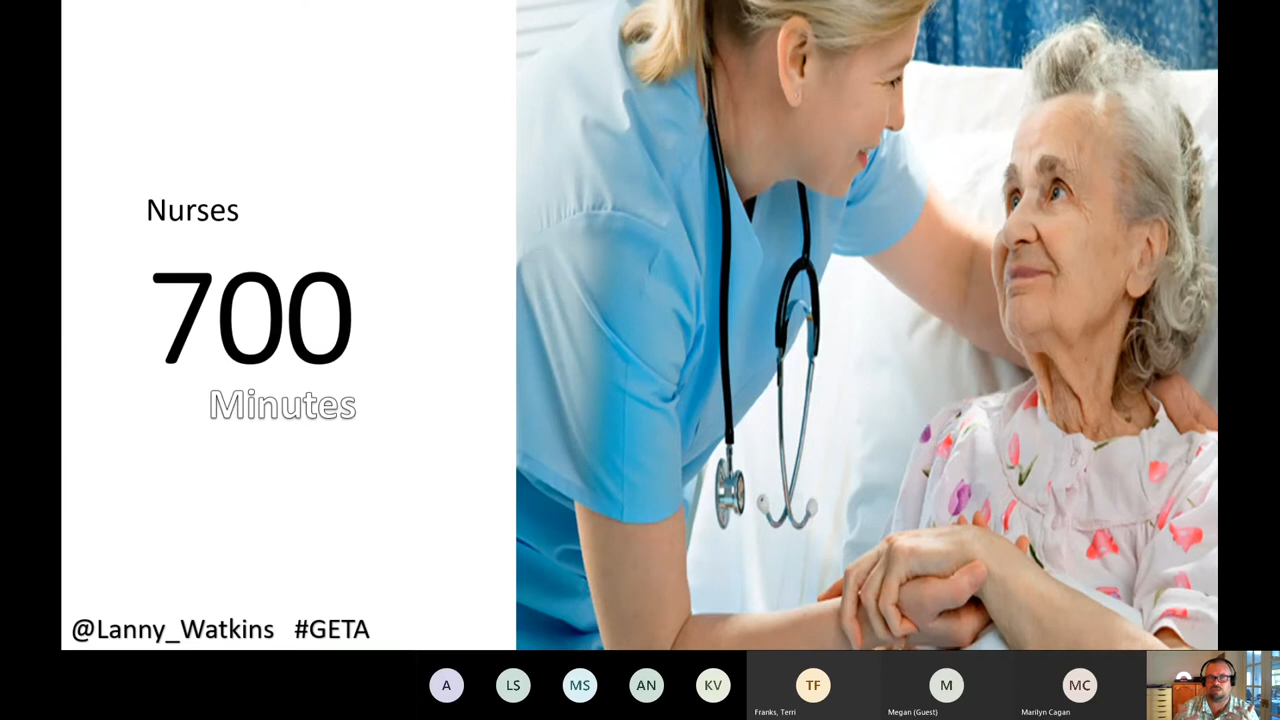 Nurses
700
Minutes
@Lanny_Watkins #GETA
A
LS
MS
AN
KV
TF
M
MC
Franks, Terri
Megan (Guest)
Marilyn Cagan